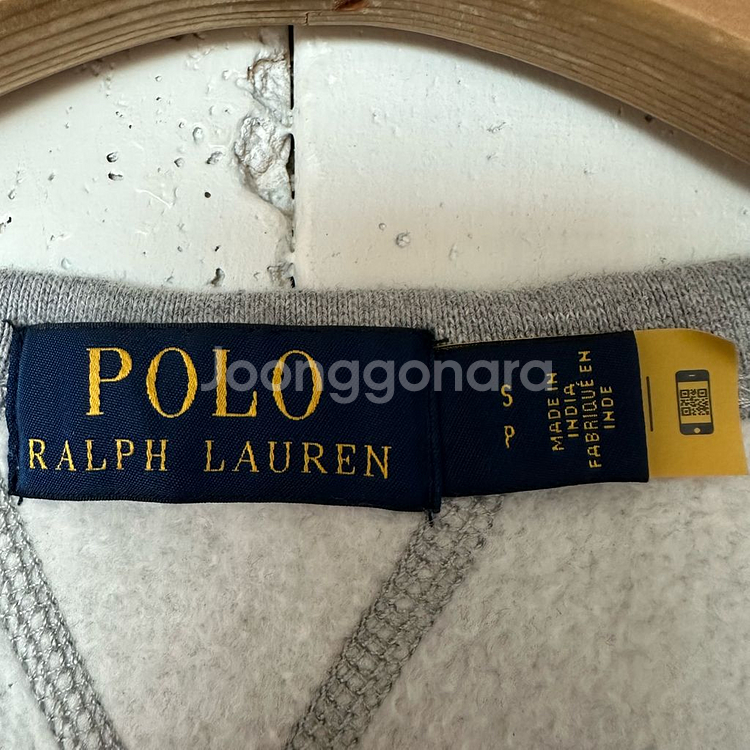 POLO
RALPH LAUREN
S
P
MADE IN
INDIA
FABRIQUÉ EN
INDE
Joonggonara